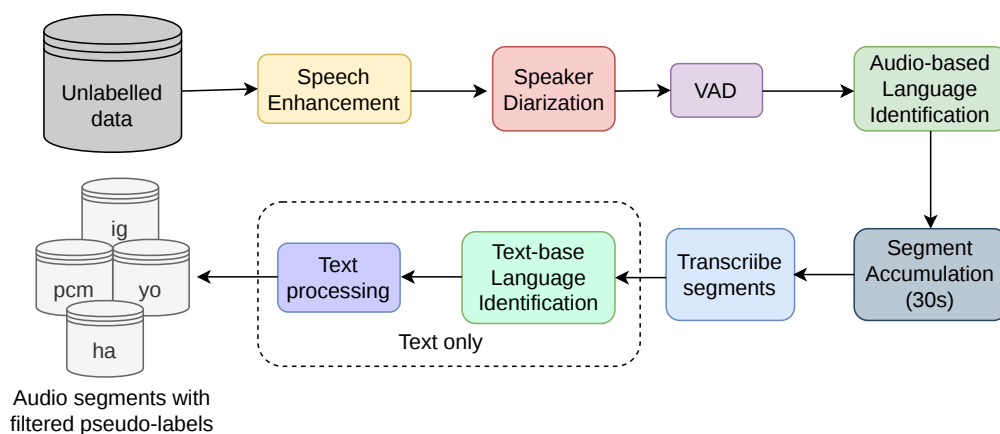 Unlabelled
data
Speech
Enhancement
Speaker
Diarization
VAD
Audio-based
Language
Identification
Segment
Accumulation
(30s)
Transcriibe
segments
Text-base
Language
Identification
Text
processing
Text only
ig
pcm
yo
ha
Audio segments with
filtered pseudo-labels